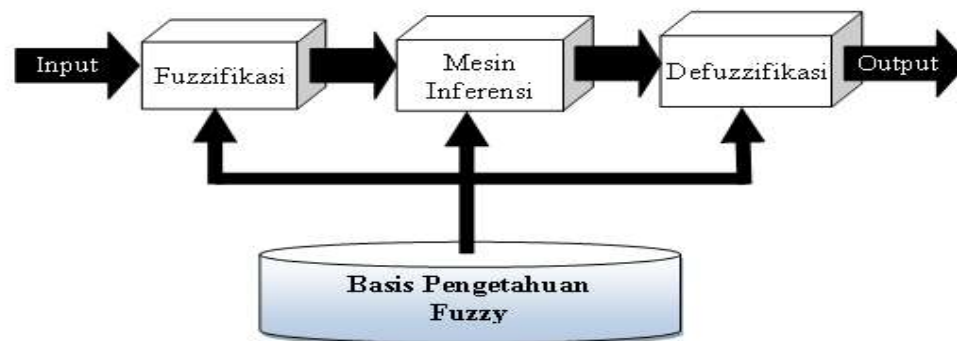 Input
Fuzzifikasi
Mesin
Inferensi
Defuzzifikasi
Output
Basis Pengetahuan
Fuzzy